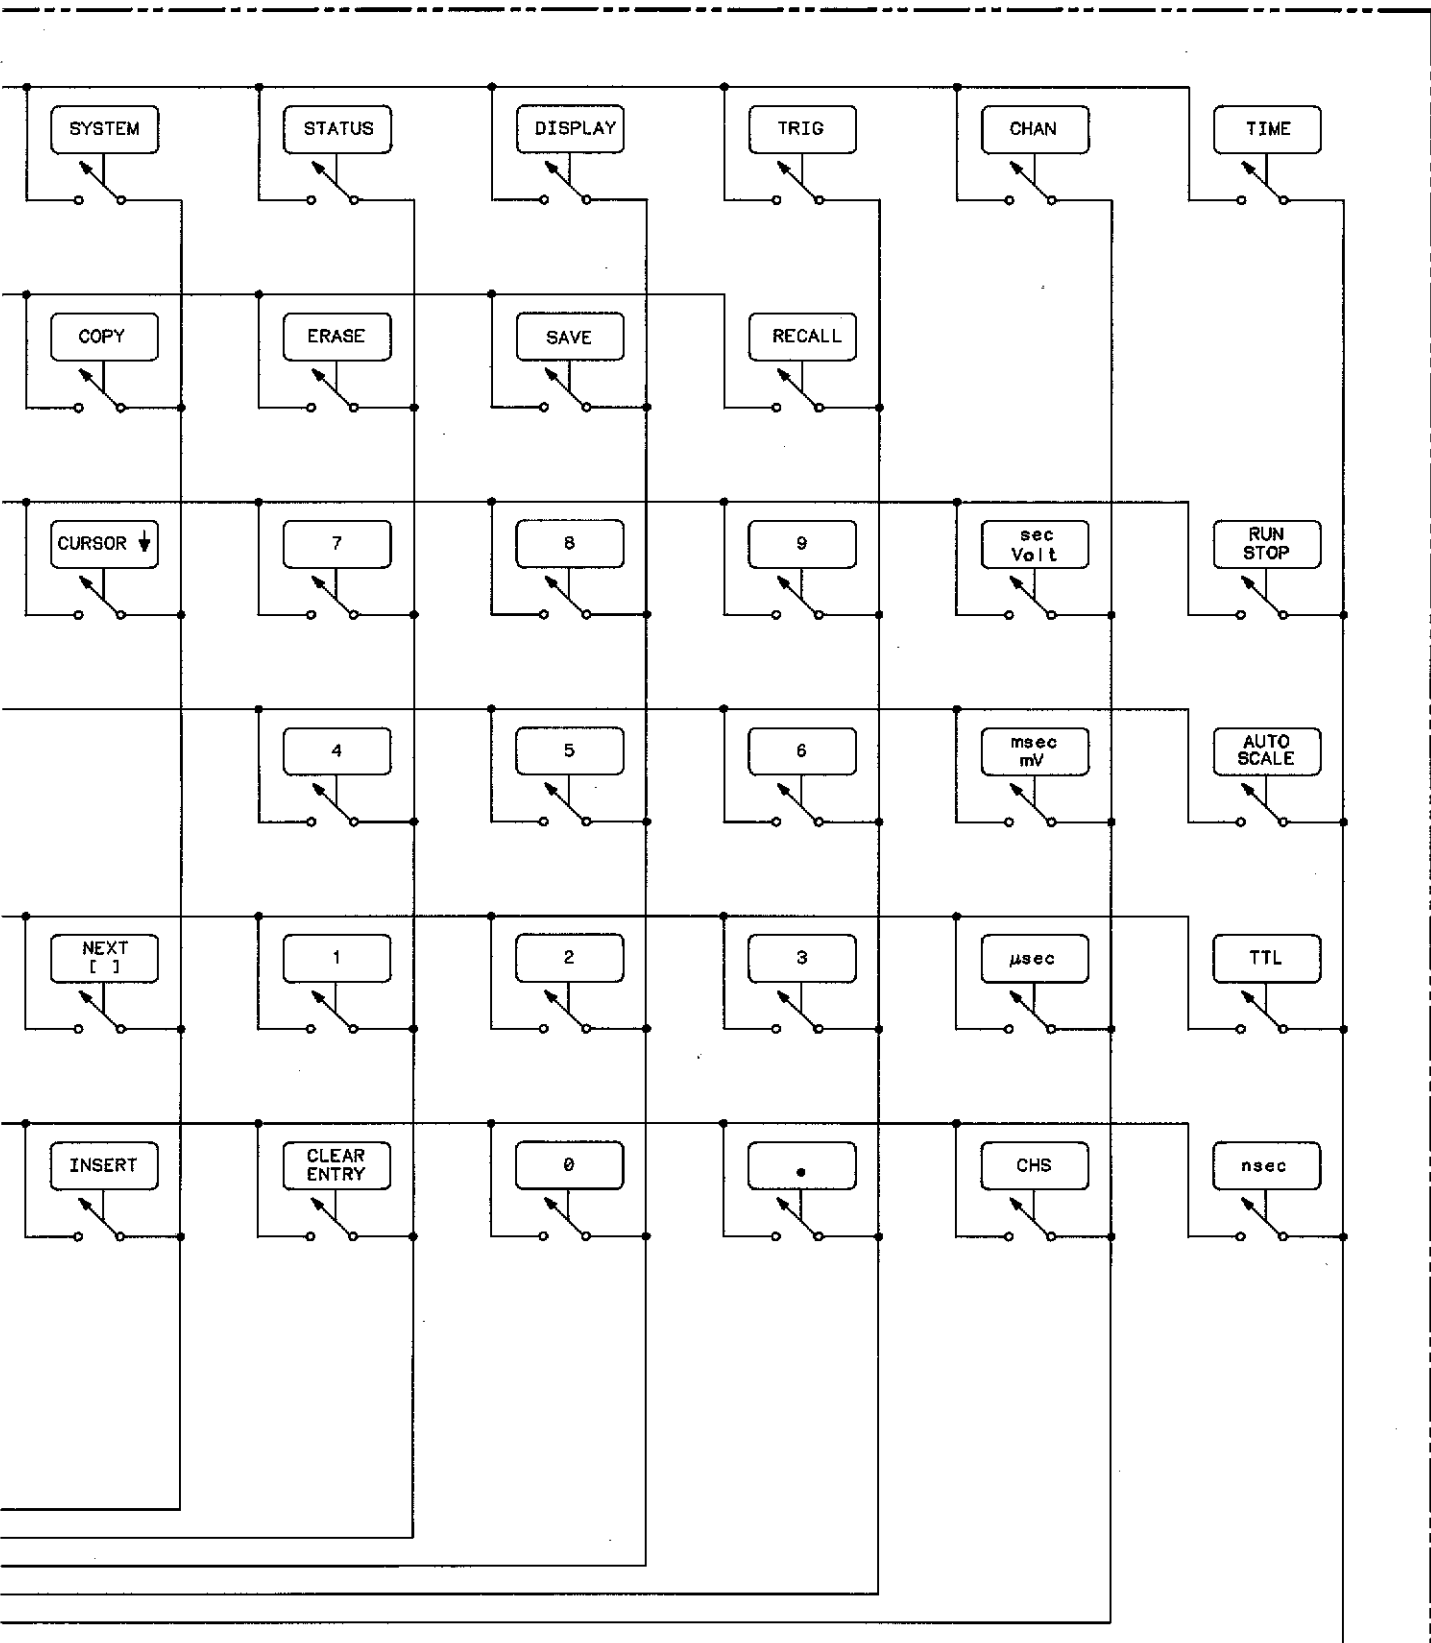 SYSTEM
STATUS
DISPLAY
TRIG
CHAN
TIME
COPY
ERASE
SAVE
RECALL
CURSOR ↓
7
8
9
sec
Volt
RUN
STOP
4
5
6
msec
mV
AUTO
SCALE
NEXT
[ ]
1
2
3
µsec
TTL
INSERT
CLEAR
ENTRY
0
.
CHS
nsec